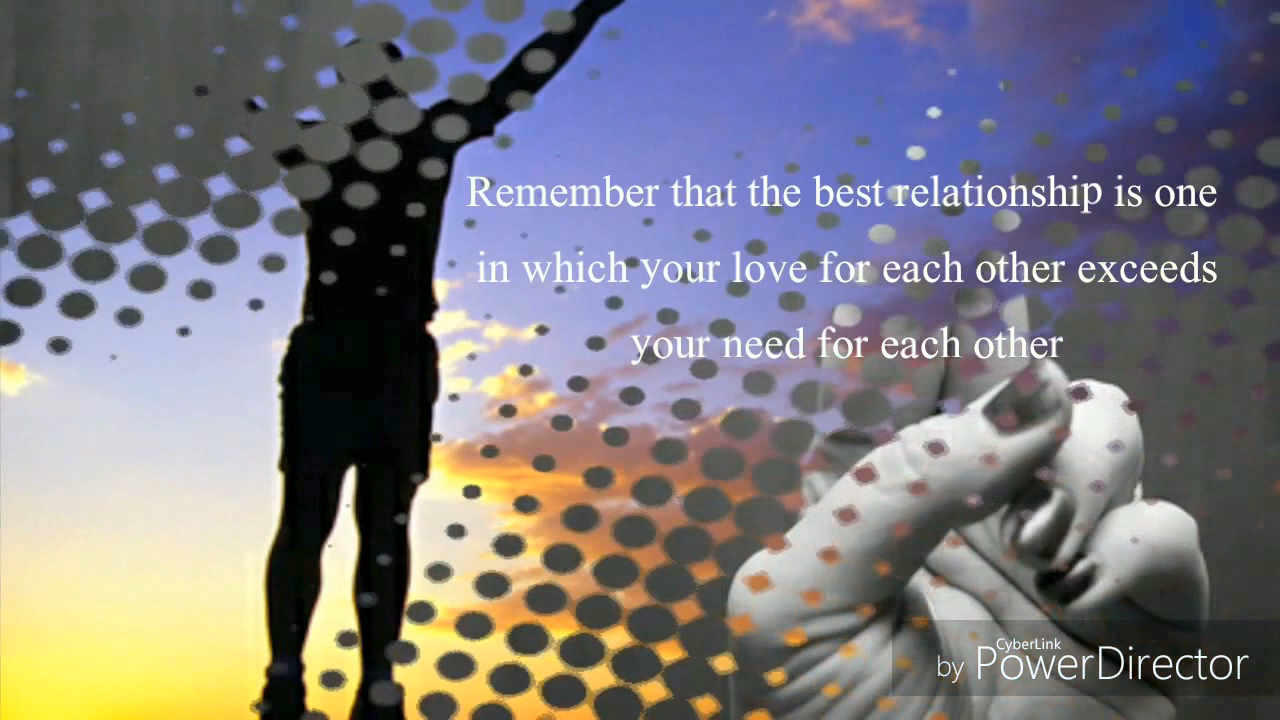 Remember that the best relationship is one
in which your love for each other exceeds
your need for each other
CyberLink
by PowerDirector